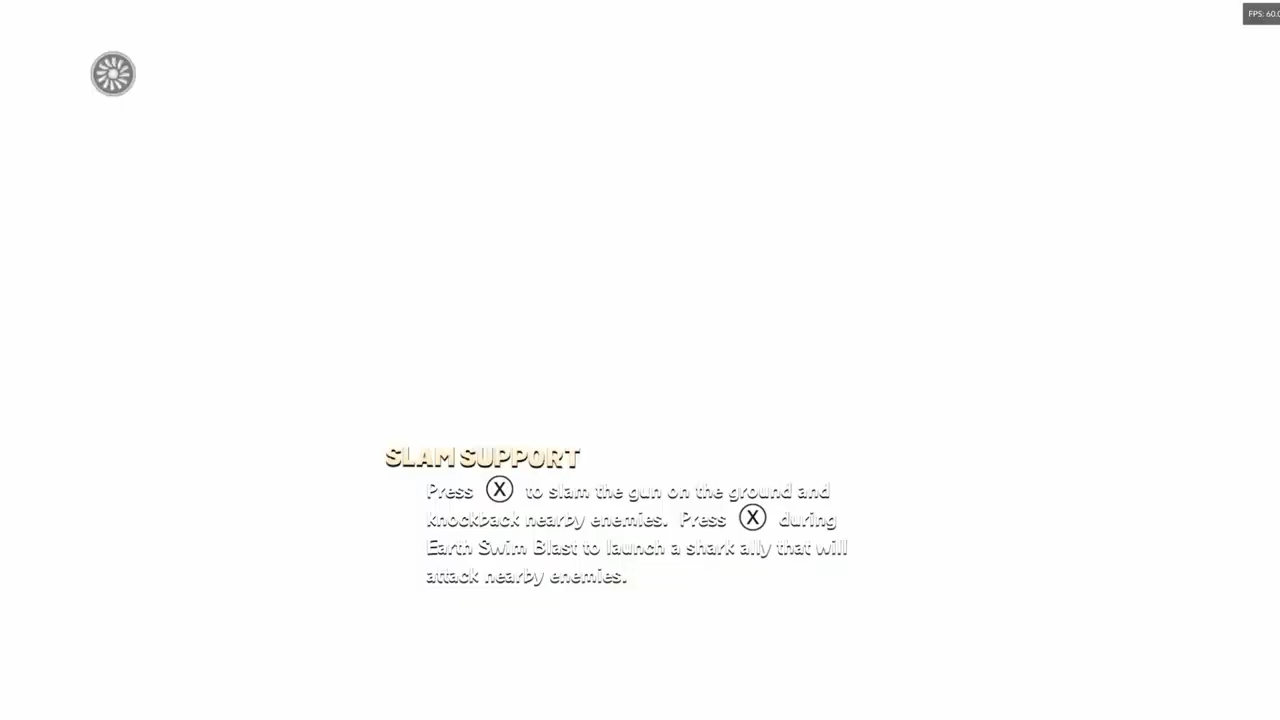 FPS: 60.0
SLAM SUPPORT
Press X to slam the gun on the ground and
knockback nearby enemies. Press X during
Earth Swim Blast to launch a shark ally that will
attack nearby enemies.